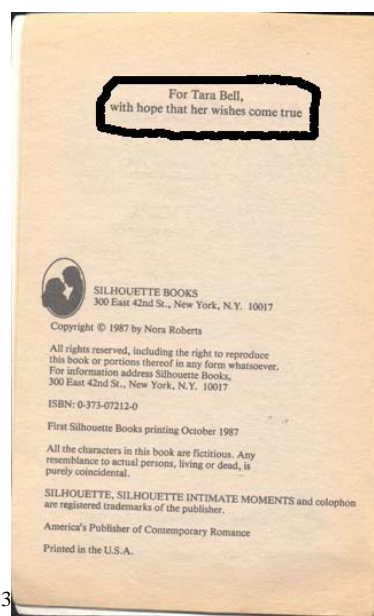 For Tara Bell,
with hope that her wishes come true
SILHOUETTE BOOKS
300 East 42nd St., New York, N.Y. 10017
Copyright © 1987 by Nora Roberts
All rights reserved, including the right to reproduce
this book or portions thereof in any form whatsoever.
For information address Silhouette Books,
300 East 42nd St., New York, N.Y. 10017
ISBN: 0-373-07212-0
First Silhouette Books printing October 1987
All the characters in this book are fictitious. Any
resemblance to actual persons, living or dead, is
purely coincidental.
SILHOUETTE, SILHOUETTE INTIMATE MOMENTS and colophon
are registered trademarks of the publisher.
America's Publisher of Contemporary Romance
Printed in the U.S.A.
3